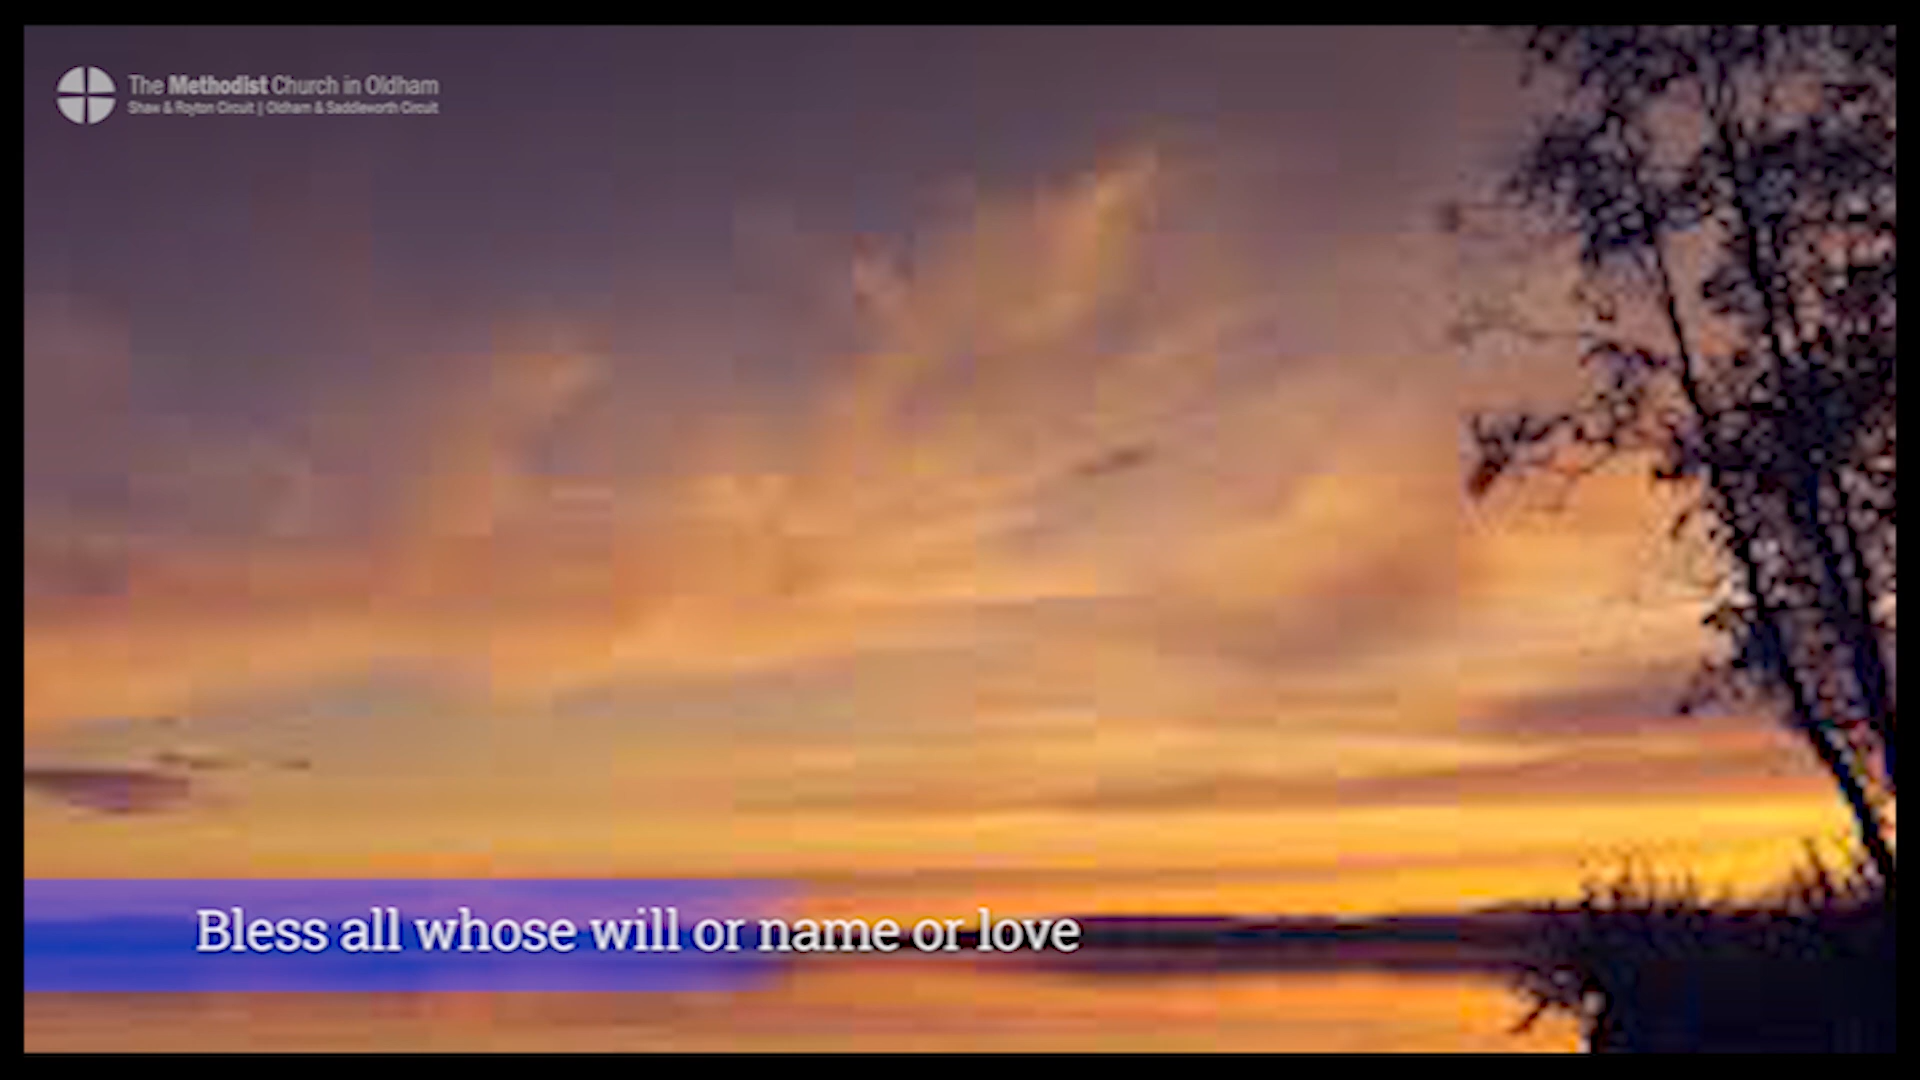 The Methodist Church in Oldham
Shaw & Royton Circuit | Oldham & Saddleworth Circuit
Bless all whose will or name or love